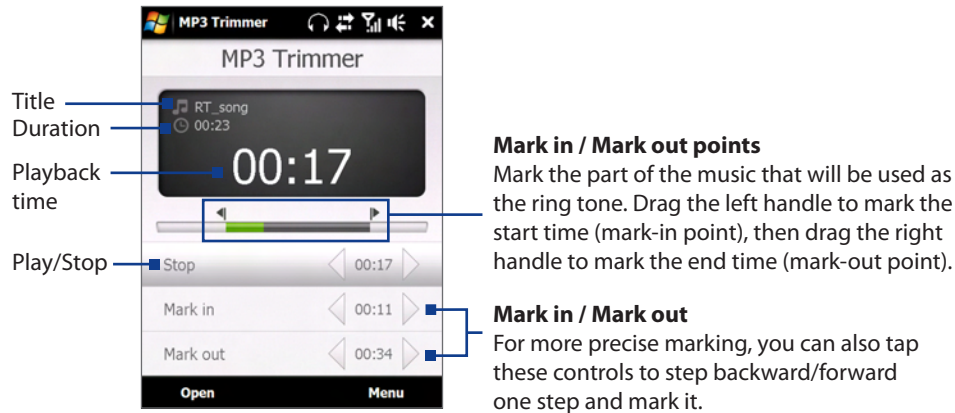 MP3 Trimmer
MP3 Trimmer
Title
RT_song
Duration
00:23
Playback
time
00:17
Play/Stop
Stop
00:17
Mark in
00:11
Mark out
00:34
Open
Menu
Mark in / Mark out points
Mark the part of the music that will be used as
the ring tone. Drag the left handle to mark the
start time (mark-in point), then drag the right
handle to mark the end time (mark-out point).
Mark in / Mark out
For more precise marking, you can also tap
these controls to step backward/forward
one step and mark it.